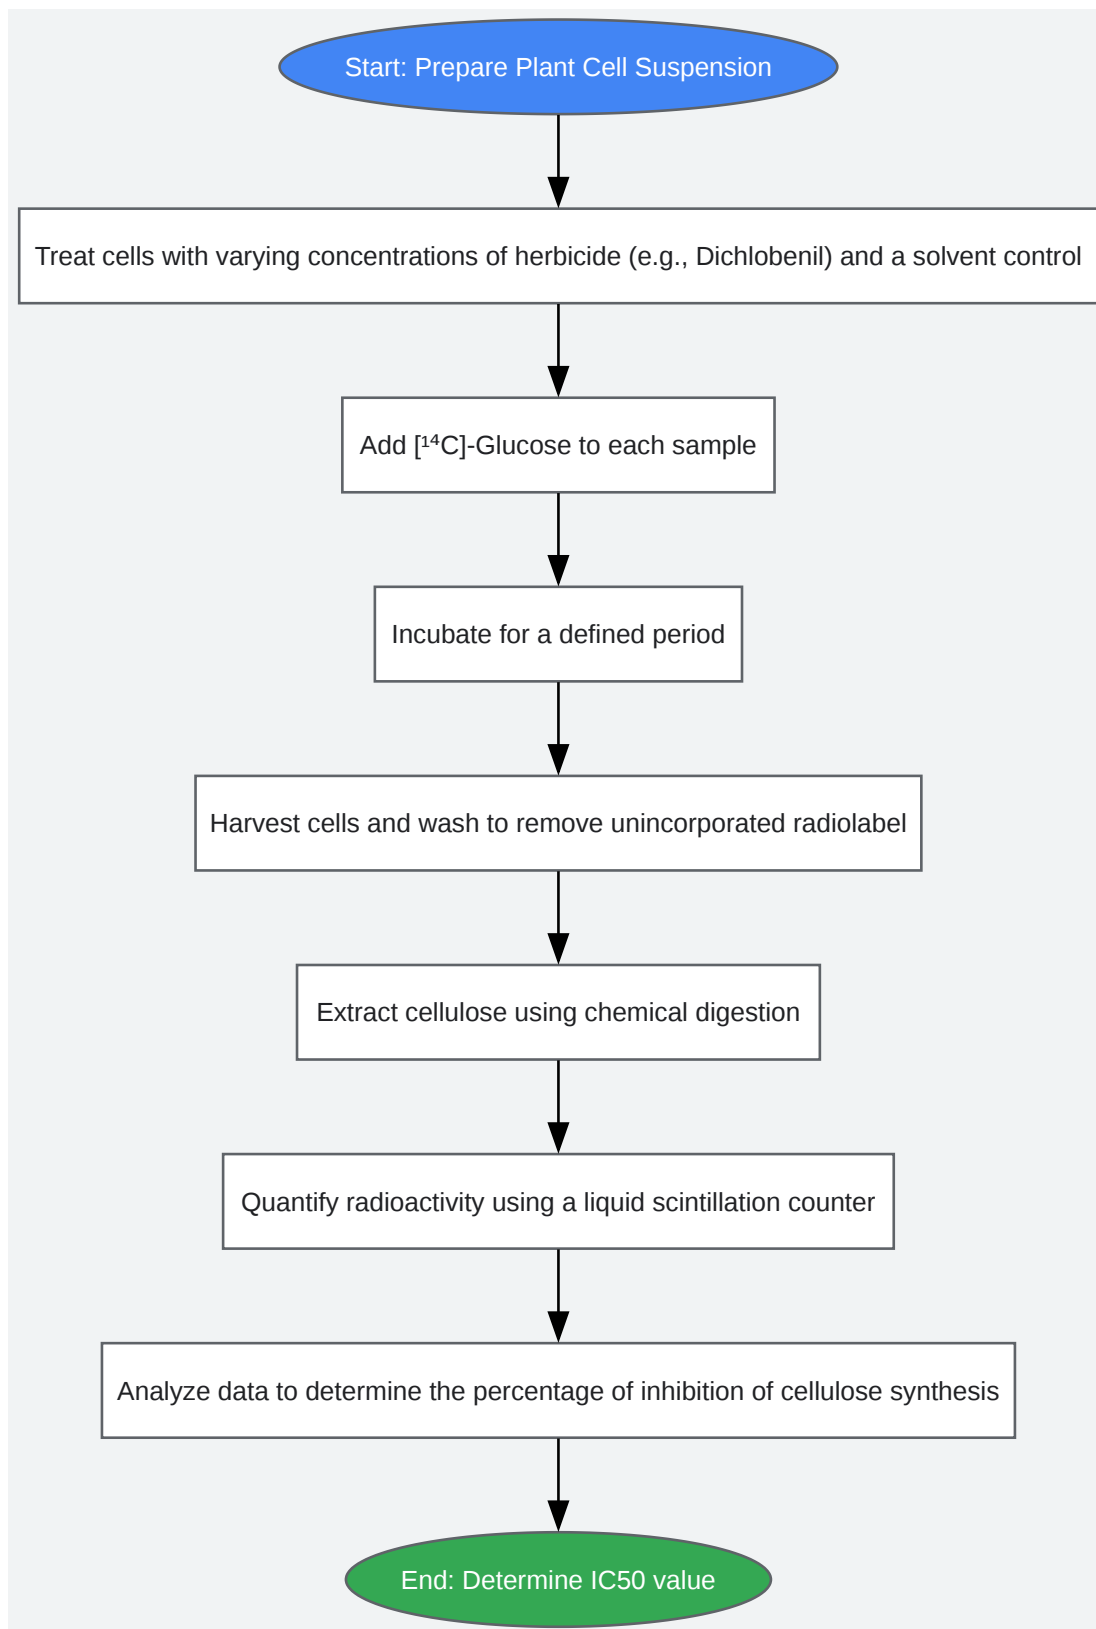 Start: Prepare Plant Cell Suspension
Treat cells with varying concentrations of herbicide (e.g., Dichlobenil) and a solvent control
Add [¹⁴C]-Glucose to each sample
Incubate for a defined period
Harvest cells and wash to remove unincorporated radiolabel
Extract cellulose using chemical digestion
Quantify radioactivity using a liquid scintillation counter
Analyze data to determine the percentage of inhibition of cellulose synthesis
End: Determine IC50 value